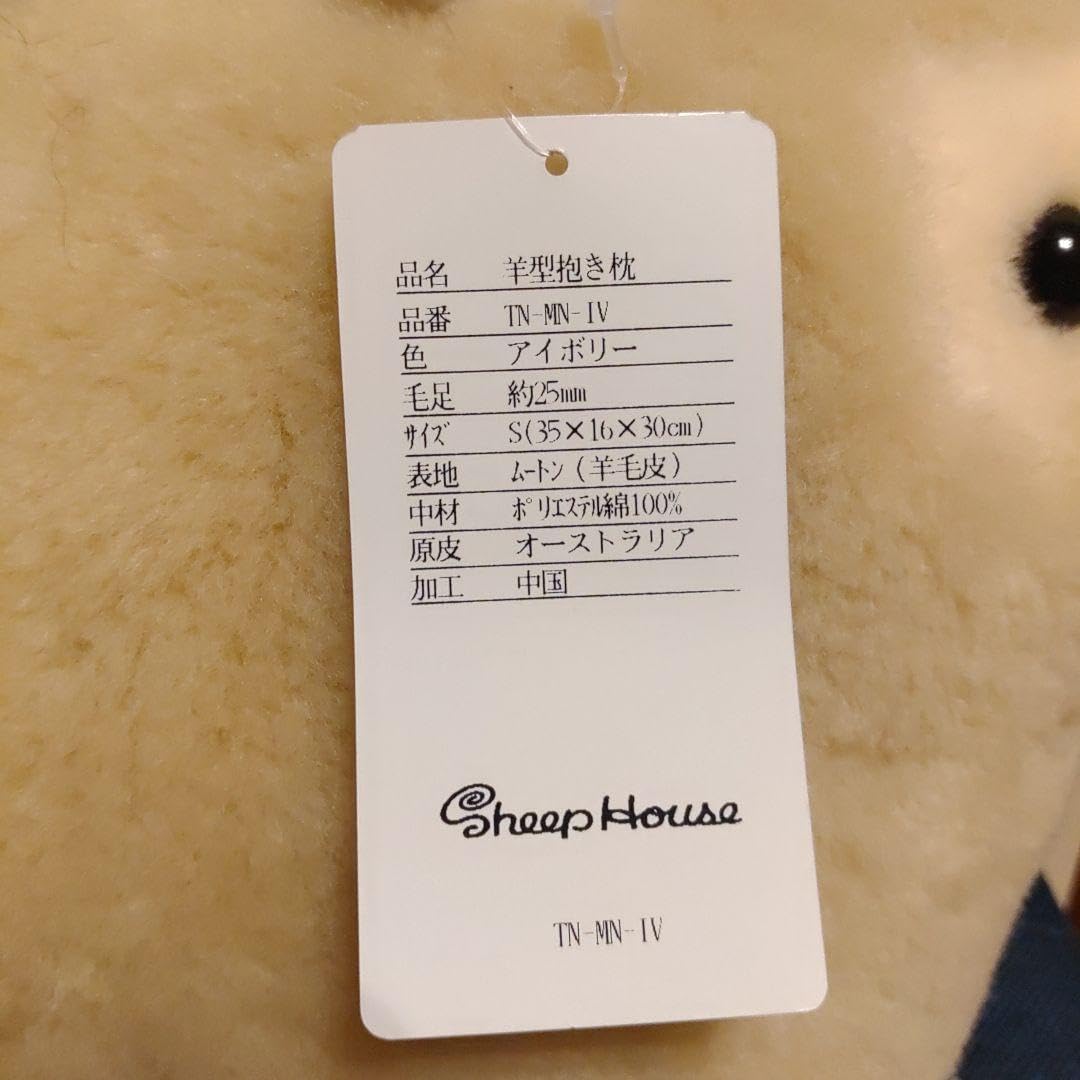 品名 羊型抱き枕
品番 TN-MN-IV
色 アイボリー
毛足 約25mm
ｻｲｽﾞ S(35×16×30cm)
表地 ﾑｰﾄﾝ(羊毛皮)
中材 ﾎﾟﾘｴｽﾃﾙ綿100%
原皮 オーストラリア
加工 中国
Sheep House
TN-MN-IV